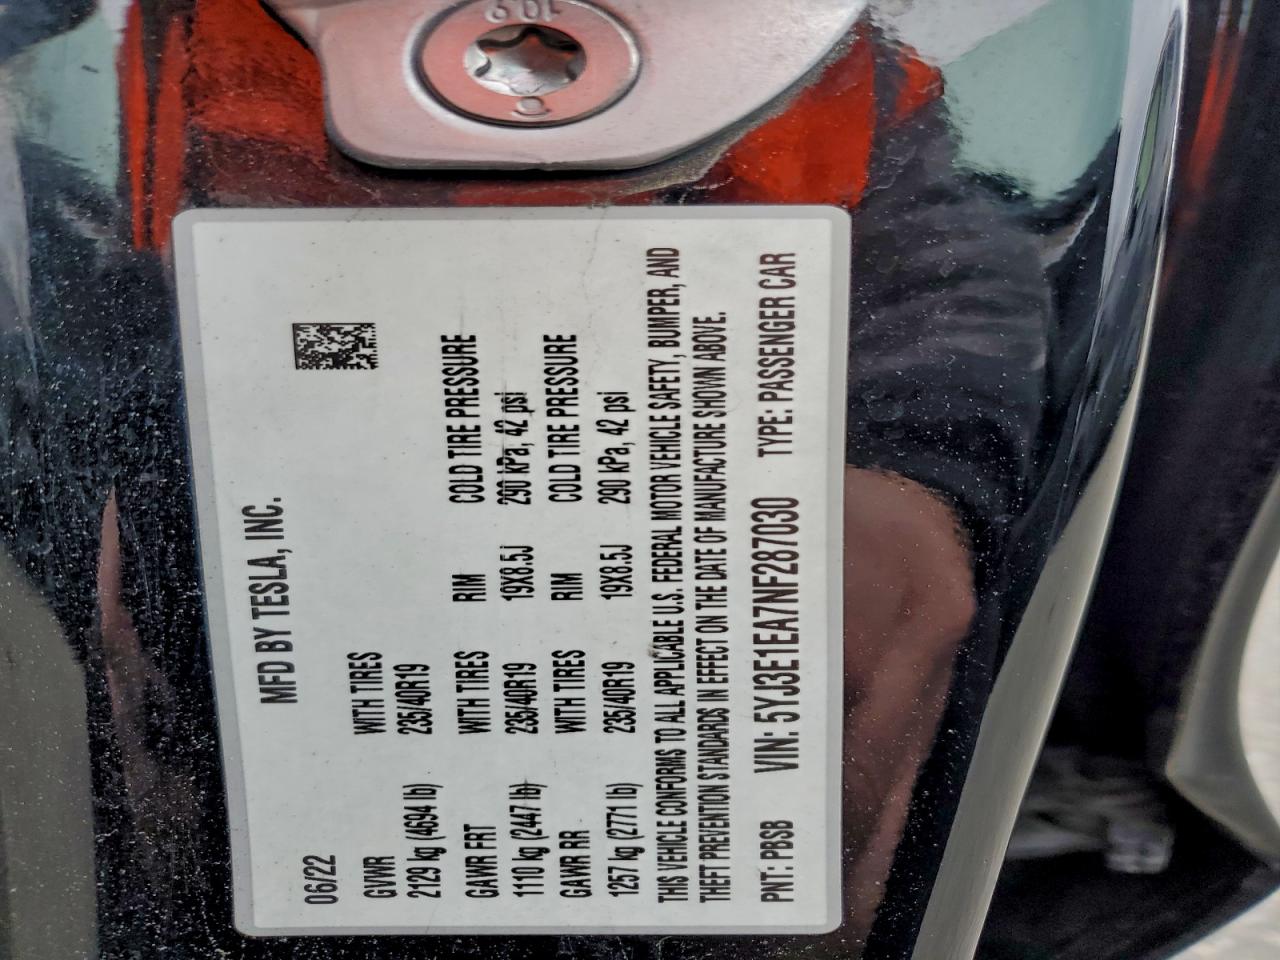 10.9
MFD BY TESLA, INC.
06/22
GVWR WITH TIRES
2129 kg (4694 lb) 235/40R19
GAWR FRT WITH TIRES RIM COLD TIRE PRESSURE
1110 kg (2447 lb) 235/40R19 19X8.5J 290 kPa, 42 psi
GAWR RR WITH TIRES RIM COLD TIRE PRESSURE
1257 kg (2771 lb) 235/40R19 19X8.5J 290 kPa, 42 psi
THIS VEHICLE CONFORMS TO ALL APPLICABLE U.S. FEDERAL MOTOR VEHICLE SAFETY, BUMPER, AND
THEFT PREVENTION STANDARDS IN EFFECT ON THE DATE OF MANUFACTURE SHOWN ABOVE.
PNT: PBSB VIN: 5YJ3E1EA7NF287030 TYPE: PASSENGER CAR